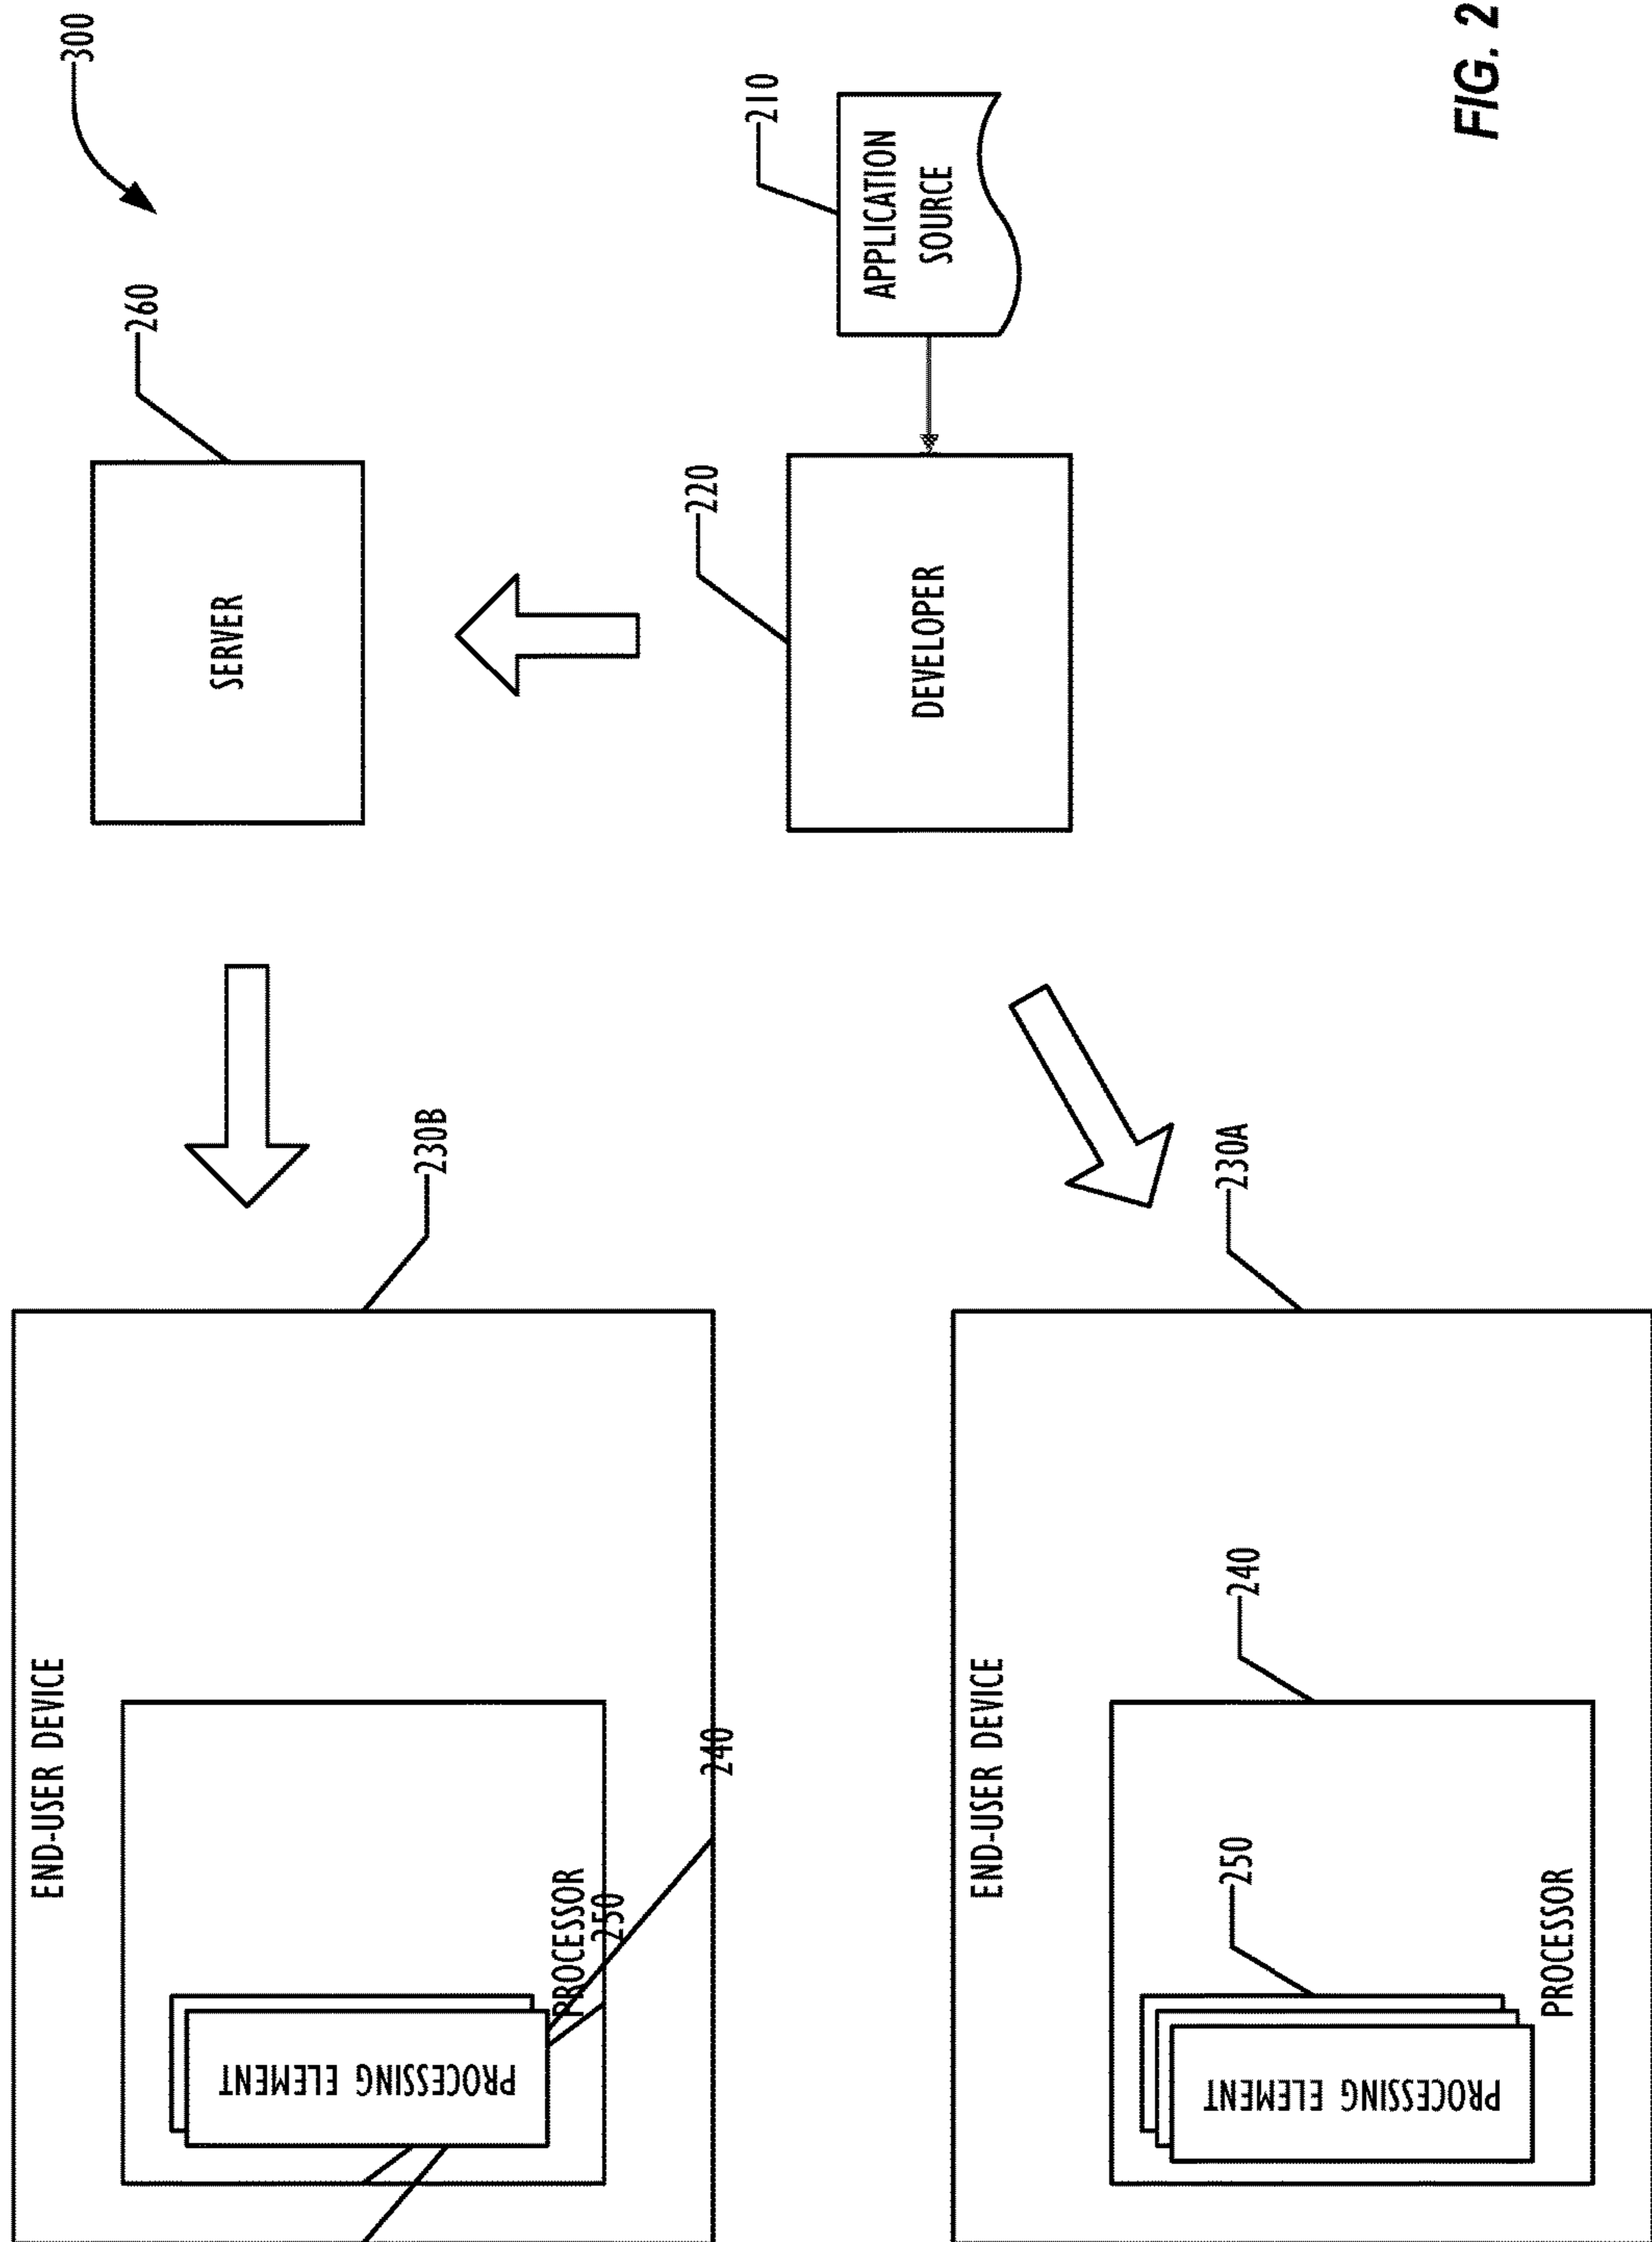 300
END-USER DEVICE
260
SERVER
PROCESSING ELEMENT
230B
PROCESSOR
250
240
220
210
APPLICATION
SOURCE
DEVELOPER
END-USER DEVICE
230A
240
250
PROCESSING ELEMENT
PROCESSOR
FIG. 2